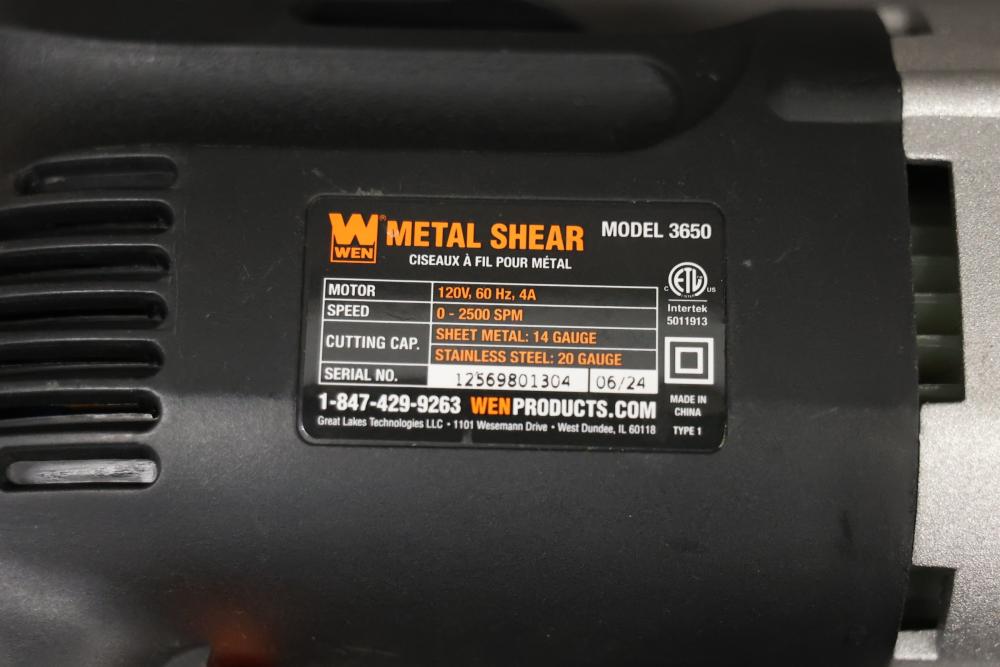 W® METAL SHEAR MODEL 3650
WEN
CISEAUX À FIL POUR MÉTAL
MOTOR 120V, 60 Hz, 4A
SPEED 0 - 2500 SPM
CUTTING CAP. SHEET METAL: 14 GAUGE
STAINLESS STEEL: 20 GAUGE
SERIAL NO. 12569801304 06/24
1-847-429-9263 WENPRODUCTS.COM
Great Lakes Technologies LLC • 1101 Wesemann Drive • West Dundee, IL 60118
C ETL US
Intertek
5011913
MADE IN
CHINA
TYPE 1